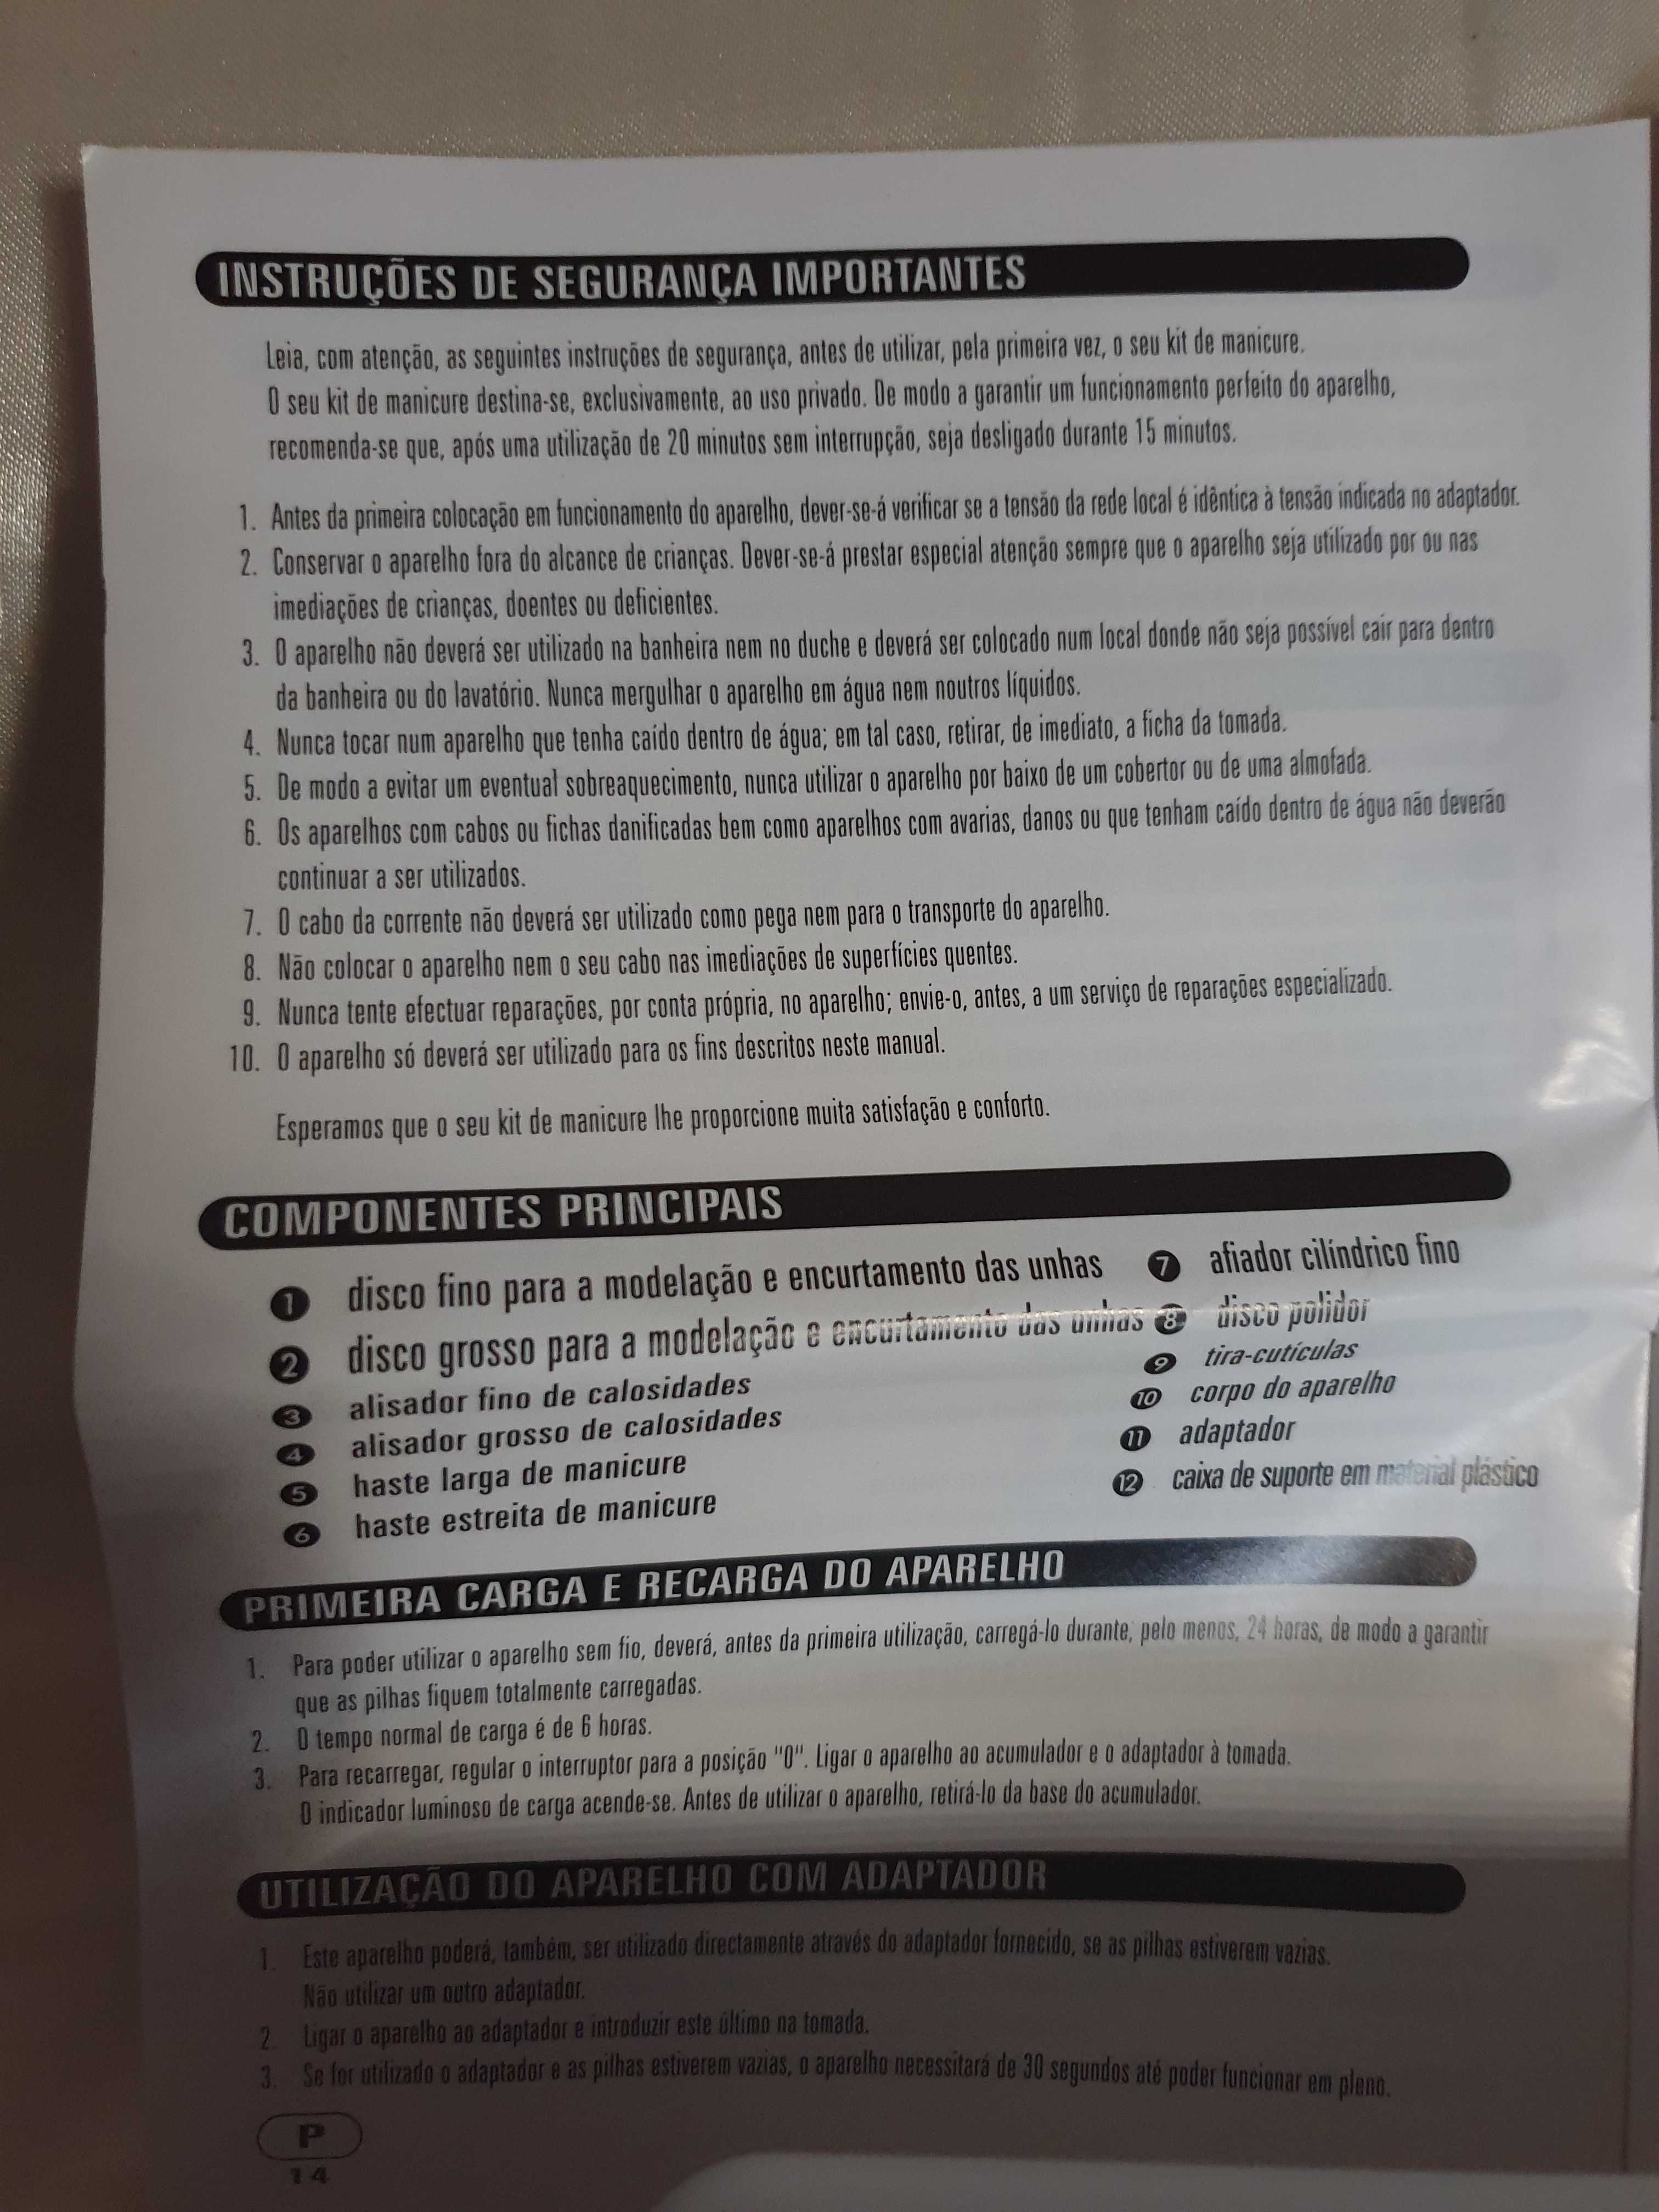 INSTRUÇÕES DE SEGURANÇA IMPORTANTES
Leia, com atenção, as seguintes instruções de segurança, antes de utilizar, pela primeira vez, o seu kit de manicure.
O seu kit de manicure destina-se, exclusivamente, ao uso privado. De modo a garantir um funcionamento perfeito do aparelho,
recomenda-se que, após uma utilização de 20 minutos sem interrupção, seja desligado durante 15 minutos.
1. Antes da primeira colocação em funcionamento do aparelho, dever-se-á verificar se a tensão da rede local é idêntica à tensão indicada no adaptador.
2. Conservar o aparelho fora do alcance de crianças. Dever-se-á prestar especial atenção sempre que o aparelho seja utilizado por ou nas
imediações de crianças, doentes ou deficientes.
3. O aparelho não deverá ser utilizado na banheira nem no duche e deverá ser colocado num local donde não seja possível cair para dentro
da banheira ou do lavatório. Nunca mergulhar o aparelho em água nem noutros líquidos.
4. Nunca tocar num aparelho que tenha caído dentro de água; em tal caso, retirar, de imediato, a ficha da tomada.
5. De modo a evitar um eventual sobreaquecimento, nunca utilizar o aparelho por baixo de um cobertor ou de uma almofada.
6. Os aparelhos com cabos ou fichas danificadas bem como aparelhos com avarias, danos ou que tenham caído dentro de água não deverão
continuar a ser utilizados.
7. O cabo da corrente não deverá ser utilizado como pega nem para o transporte do aparelho.
8. Não colocar o aparelho nem o seu cabo nas imediações de superfícies quentes.
9. Nunca tente efectuar reparações, por conta própria, no aparelho; envie-o, antes, a um serviço de reparações especializado.
10. O aparelho só deverá ser utilizado para os fins descritos neste manual.
Esperamos que o seu kit de manicure lhe proporcione muita satisfação e conforto.
COMPONENTES PRINCIPAIS
1 disco fino para a modelação e encurtamento das unhas
2 disco grosso para a modelação e encurtamento das unhas
3 alisador fino de calosidades
4 alisador grosso de calosidades
5 haste larga de manicure
6 haste estreita de manicure
7 afiador cilíndrico fino
8 disco polidor
9 tira-cutículas
10 corpo do aparelho
11 adaptador
12 caixa de suporte em material plástico
PRIMEIRA CARGA E RECARGA DO APARELHO
1. Para poder utilizar o aparelho sem fio, deverá, antes da primeira utilização, carregá-lo durante, pelo menos, 24 horas, de modo a garantir
que as pilhas fiquem totalmente carregadas.
2. O tempo normal de carga é de 6 horas.
3. Para recarregar, regular o interruptor para a posição "0". Ligar o aparelho ao acumulador e o adaptador à tomada.
O indicador luminoso de carga acende-se. Antes de utilizar o aparelho, retirá-lo da base do acumulador.
UTILIZAÇÃO DO APARELHO COM ADAPTADOR
1. Este aparelho poderá, também, ser utilizado directamente através do adaptador fornecido, se as pilhas estiverem vazias.
Não utilizar um outro adaptador.
2. Ligar o aparelho ao adaptador e introduzir este último na tomada.
3. Se for utilizado o adaptador e as pilhas estiverem vazias, o aparelho necessitará de 30 segundos até poder funcionar em pleno.
P
14